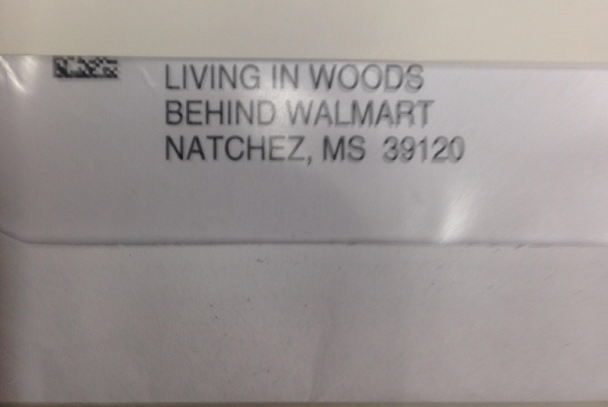 LIVING IN WOODS
BEHIND WALMART
NATCHEZ, MS 39120